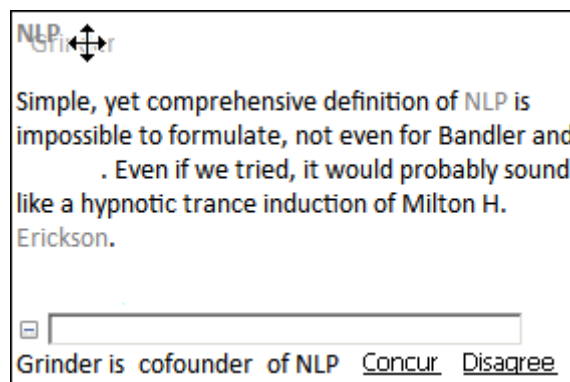 NLP
Grinder
Simple, yet comprehensive definition of NLP is
impossible to formulate, not even for Bandler and
. Even if we tried, it would probably sound
like a hypnotic trance induction of Milton H.
Erickson.
Grinder is cofounder of NLP Concur Disagree